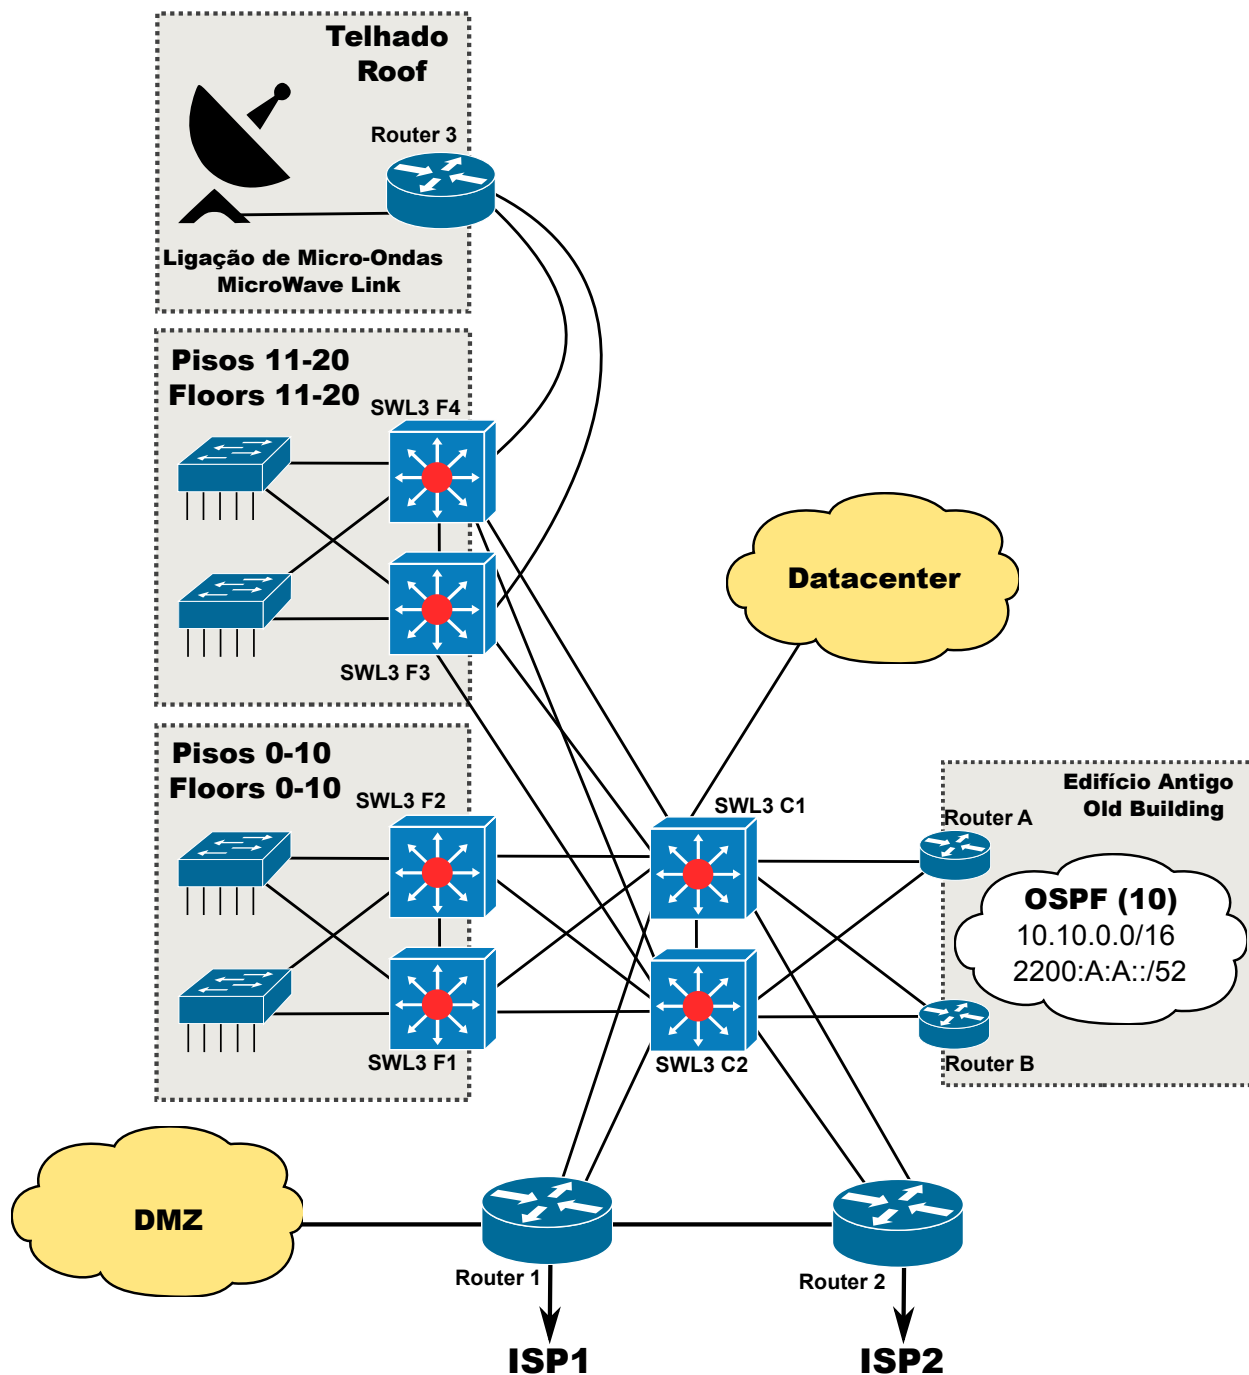 Telhado
Roof
Router 3
Ligação de Micro-Ondas
MicroWave Link
Pisos 11-20
Floors 11-20
SWL3 F4
SWL3 F3
Datacenter
Pisos 0-10
Floors 0-10
SWL3 F2
SWL3 F1
SWL3 C1
SWL3 C2
Edifício Antigo
Old Building
Router A
OSPF (10)
10.10.0.0/16
2200:A:A::/52
Router B
DMZ
Router 1
Router 2
ISP1
ISP2